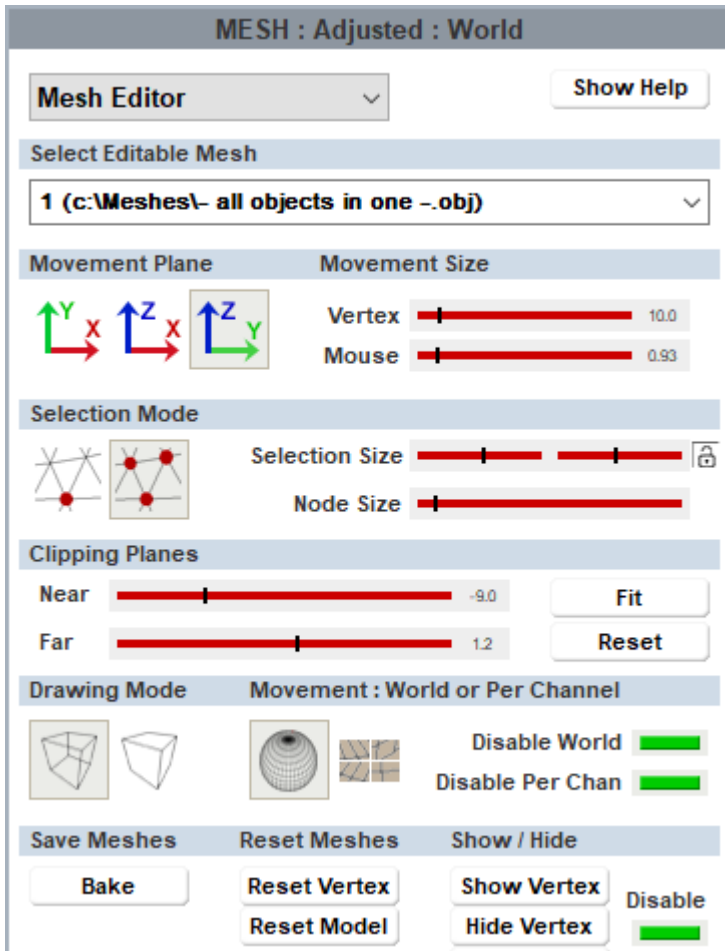 MESH : Adjusted : World
Mesh Editor
Show Help
Select Editable Mesh
1 (c:\Meshes\- all objects in one -.obj)
Movement Plane Movement Size
Y X Z X Z Y
Vertex 10.0
Mouse 0.93
Selection Mode
Selection Size
Node Size
Clipping Planes
Near -9.0 Fit
Far 1.2 Reset
Drawing Mode Movement : World or Per Channel
Disable World
Disable Per Chan
Save Meshes Reset Meshes Show / Hide
Bake Reset Vertex Show Vertex Disable
Reset Model Hide Vertex